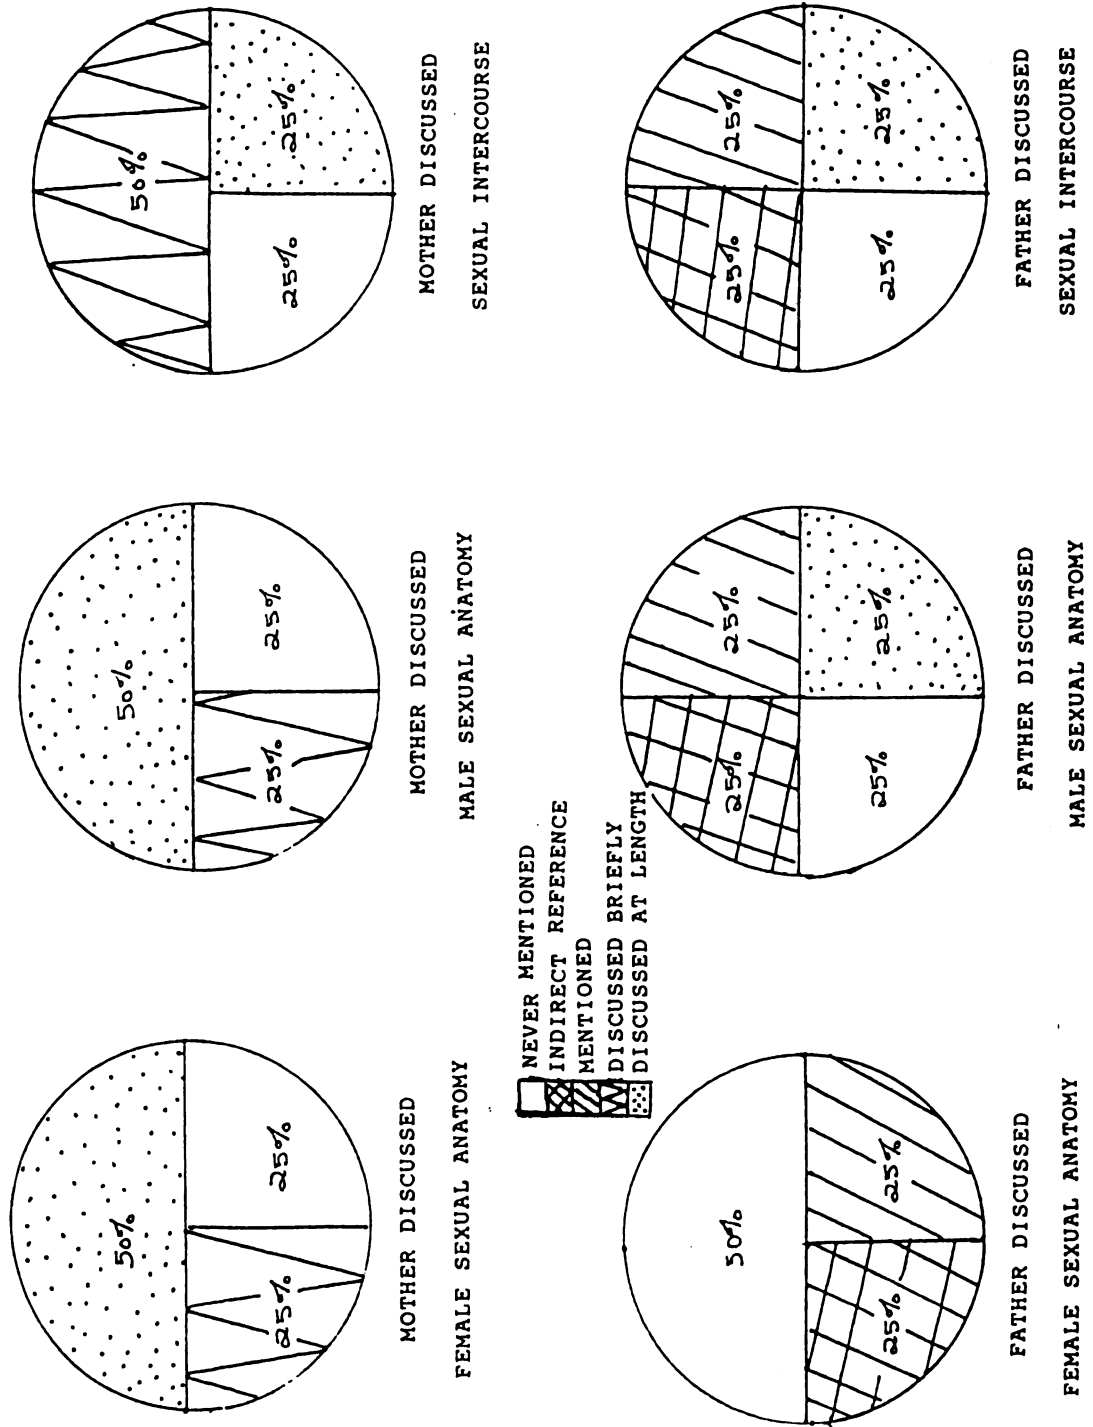 50%
25%
25%
MOTHER DISCUSSED
FEMALE SEXUAL ANATOMY
50%
25%
25%
MOTHER DISCUSSED
MALE SEXUAL ANATOMY
50%
25%
25%
MOTHER DISCUSSED
SEXUAL INTERCOURSE
NEVER MENTIONED
INDIRECT REFERENCE
MENTIONED
DISCUSSED BRIEFLY
DISCUSSED AT LENGTH
50%
25%
25%
FATHER DISCUSSED
FEMALE SEXUAL ANATOMY
25%
25%
25%
25%
FATHER DISCUSSED
MALE SEXUAL ANATOMY
25%
25%
25%
25%
FATHER DISCUSSED
SEXUAL INTERCOURSE